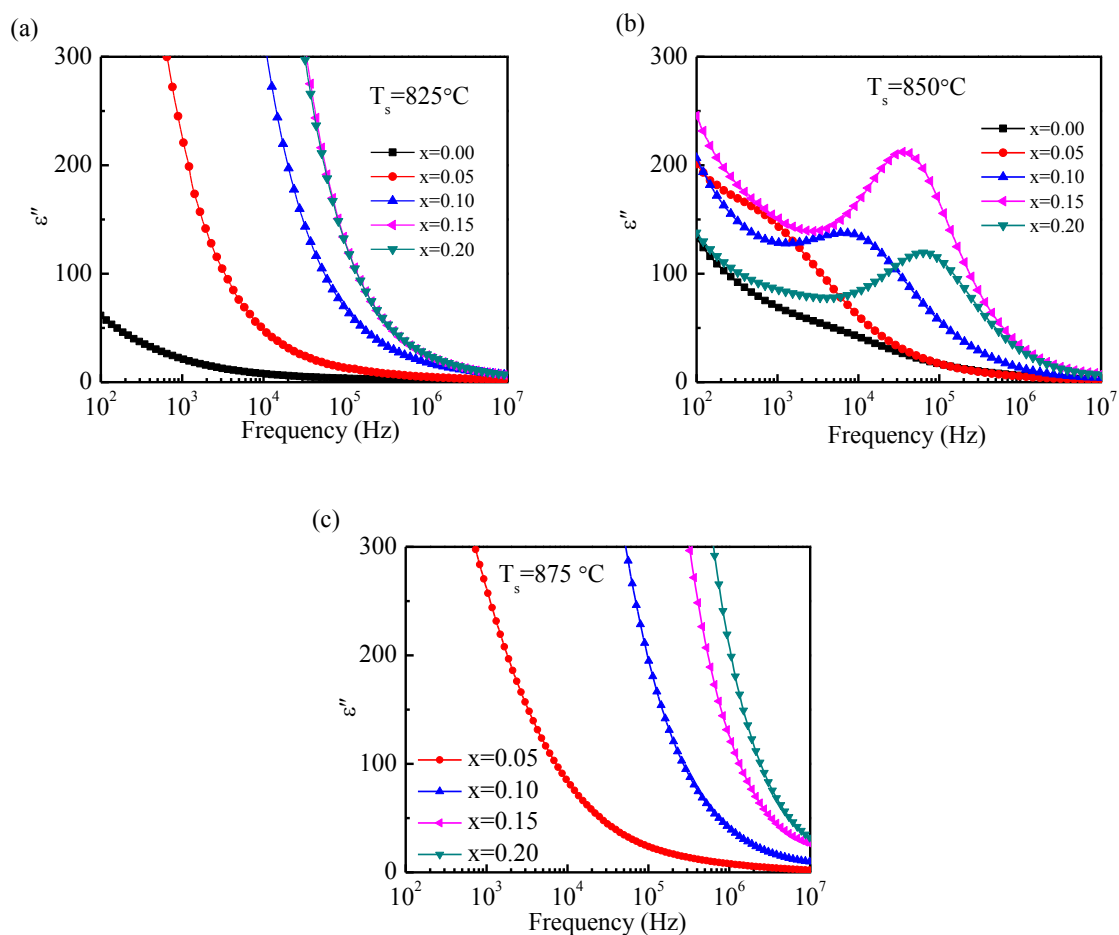 (a)
300
200
100
0
ε″
T_s=825°C
x=0.00
x=0.05
x=0.10
x=0.15
x=0.20
10^2 10^3 10^4 10^5 10^6 10^7
Frequency (Hz)
(b)
300
200
100
0
ε″
T_s=850°C
x=0.00
x=0.05
x=0.10
x=0.15
x=0.20
10^2 10^3 10^4 10^5 10^6 10^7
Frequency (Hz)
(c)
300
200
100
0
ε″
T_s=875 °C
x=0.05
x=0.10
x=0.15
x=0.20
10^2 10^3 10^4 10^5 10^6 10^7
Frequency (Hz)